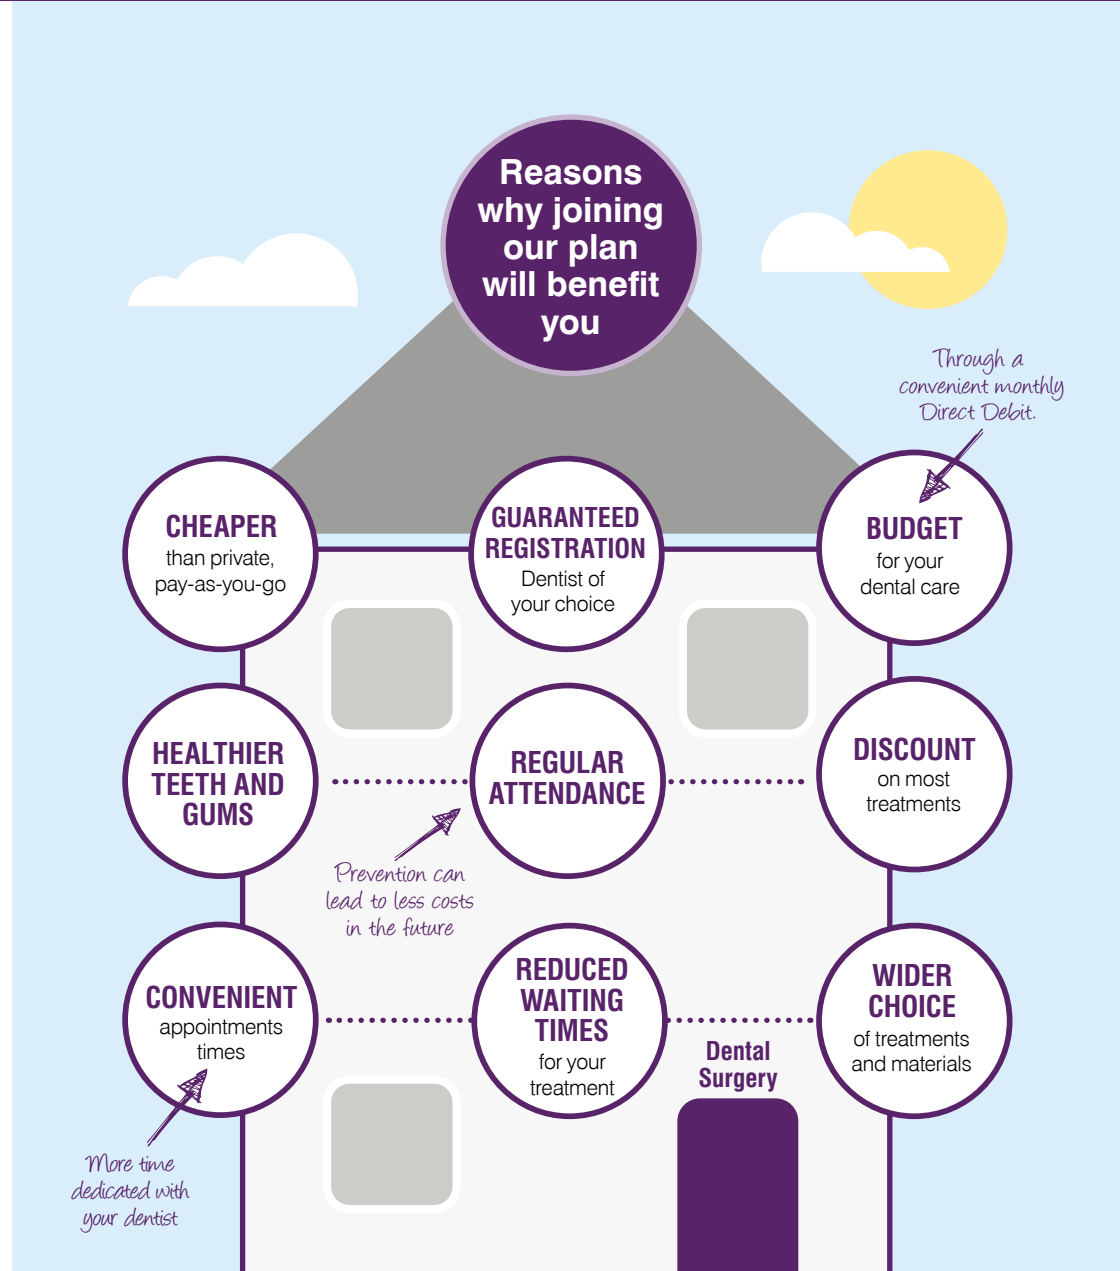 Reasons
why joining
our plan
will benefit
you
Through a
convenient monthly
Direct Debit.
CHEAPER
than private,
pay-as-you-go
GUARANTEED
REGISTRATION
Dentist of
your choice
BUDGET
for your
dental care
HEALTHIER
TEETH AND
GUMS
REGULAR
ATTENDANCE
DISCOUNT
on most
treatments
Prevention can
lead to less costs
in the future
CONVENIENT
appointments
times
REDUCED
WAITING
TIMES
for your
treatment
WIDER
CHOICE
of treatments
and materials
Dental
Surgery
More time
dedicated with
your dentist